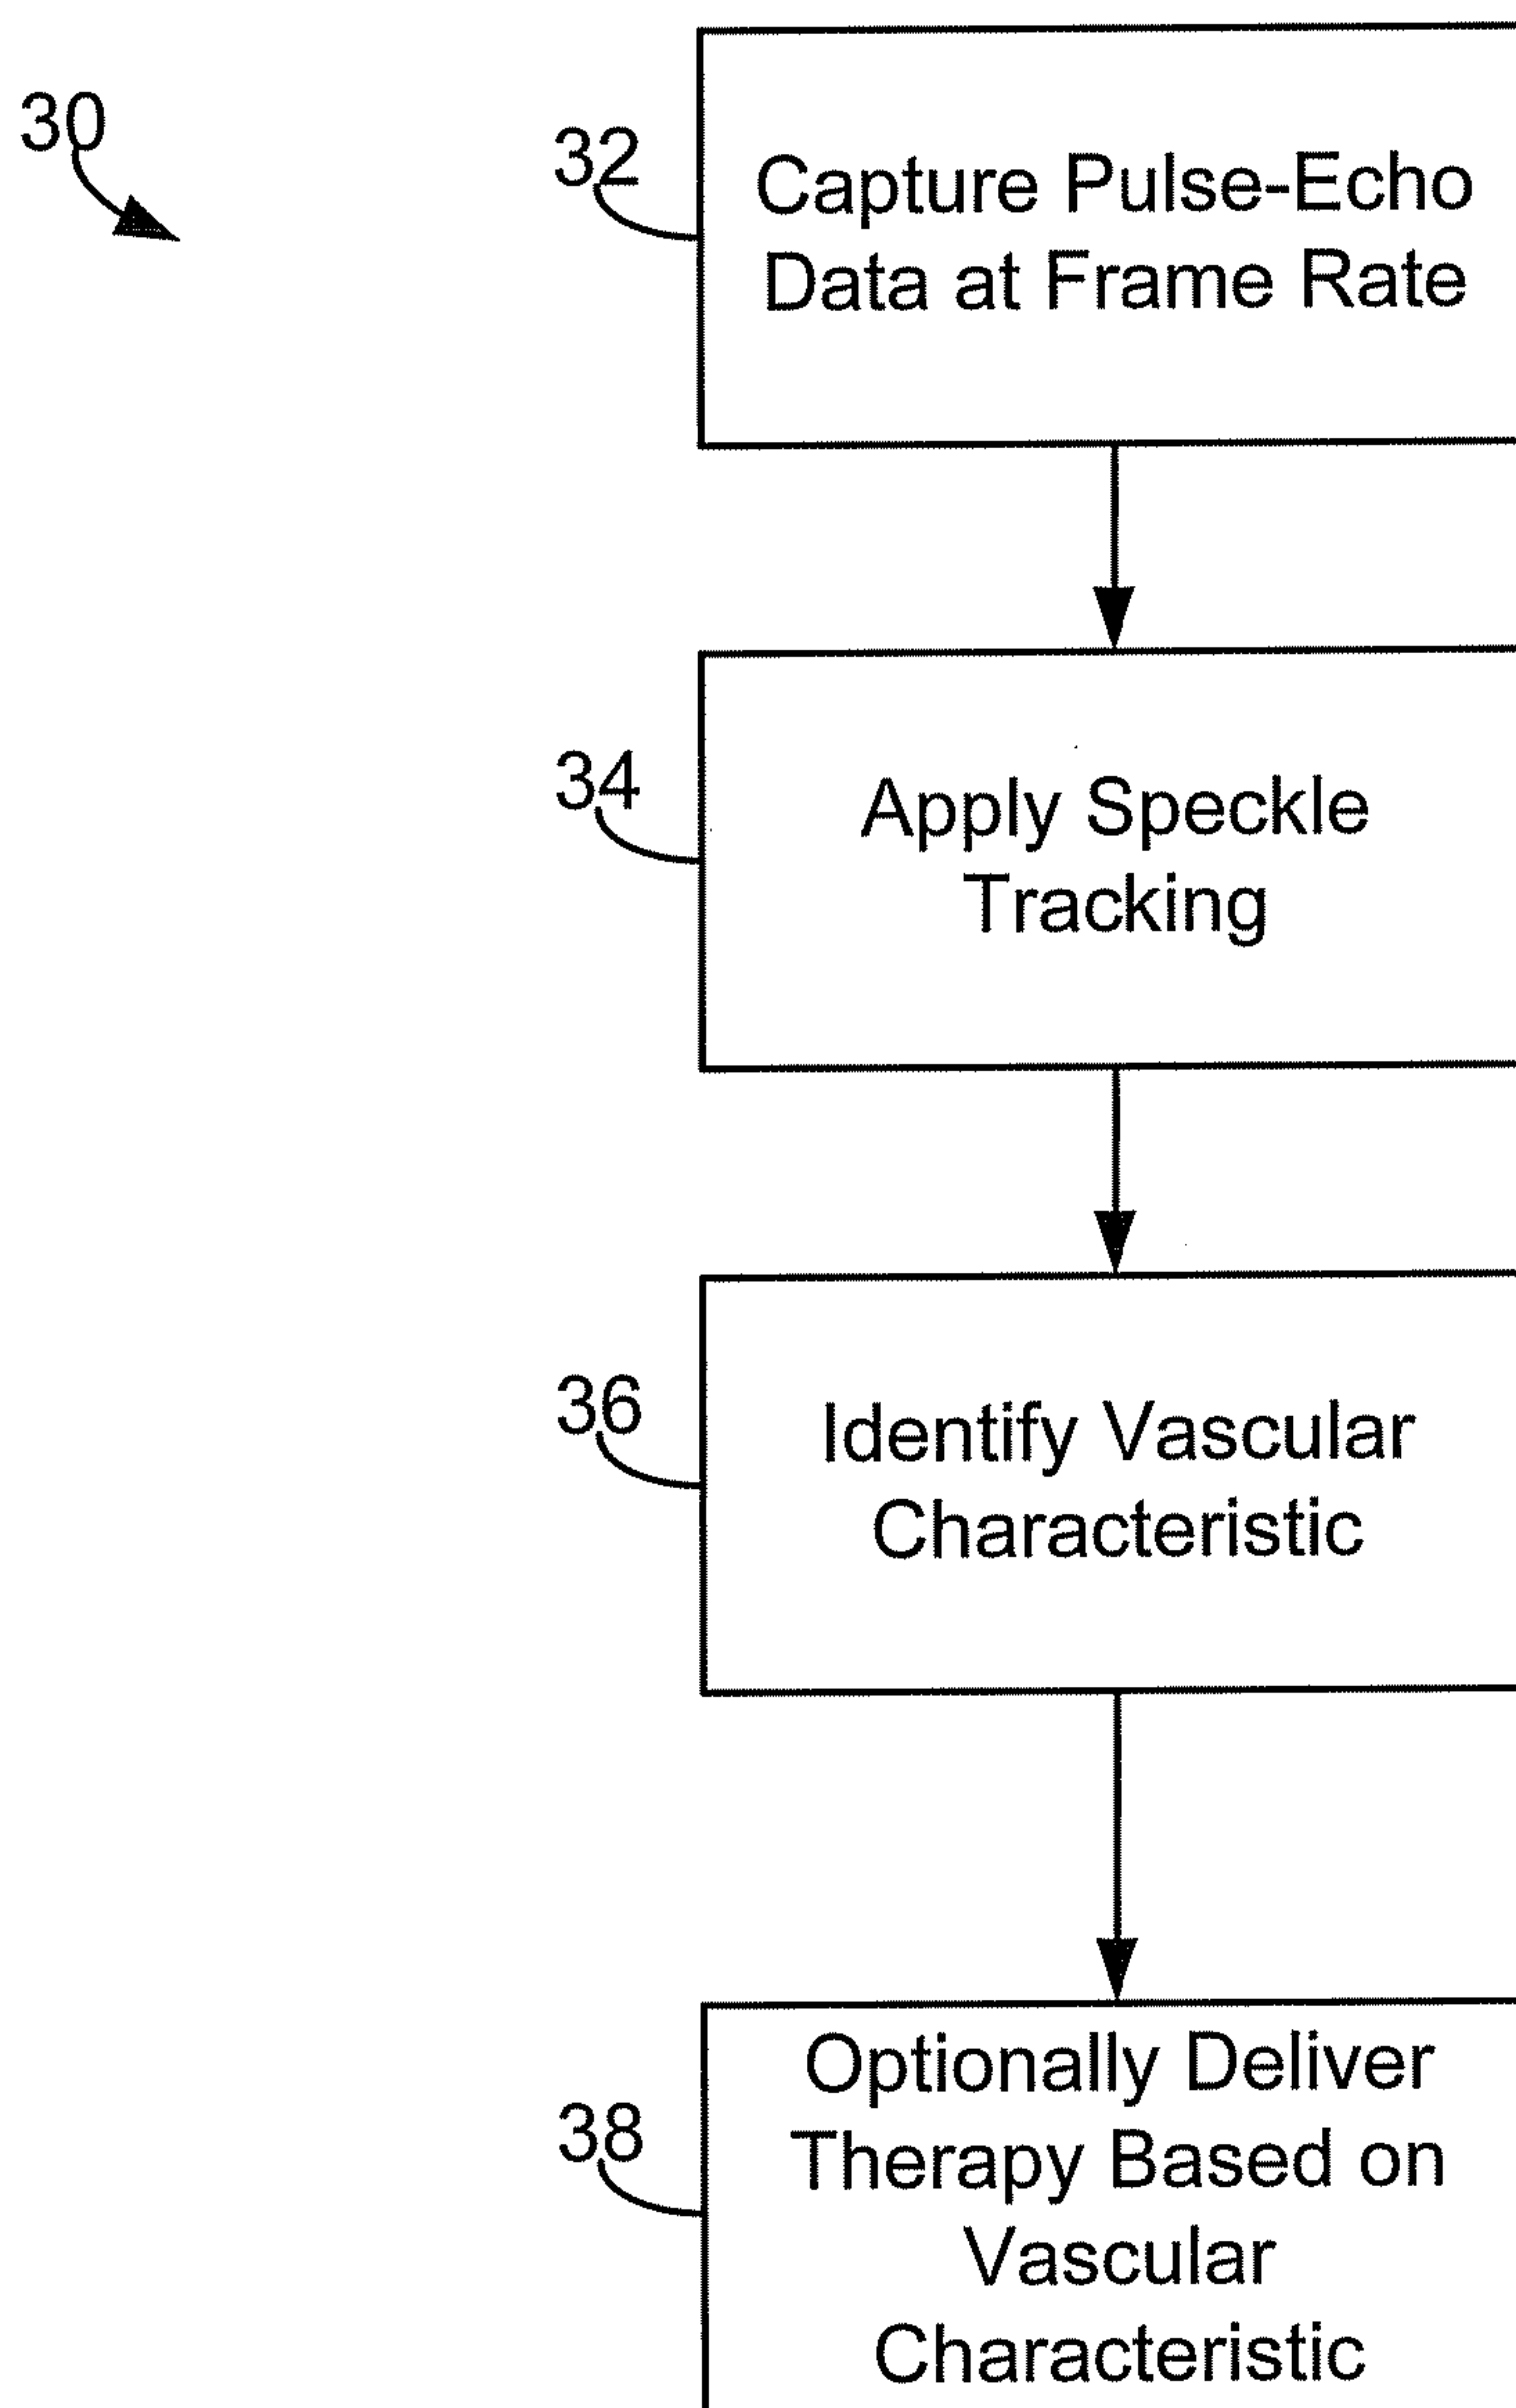 30
32
Capture Pulse-Echo
Data at Frame Rate
34
Apply Speckle
Tracking
36
Identify Vascular
Characteristic
38
Optionally Deliver
Therapy Based on
Vascular
Characteristic